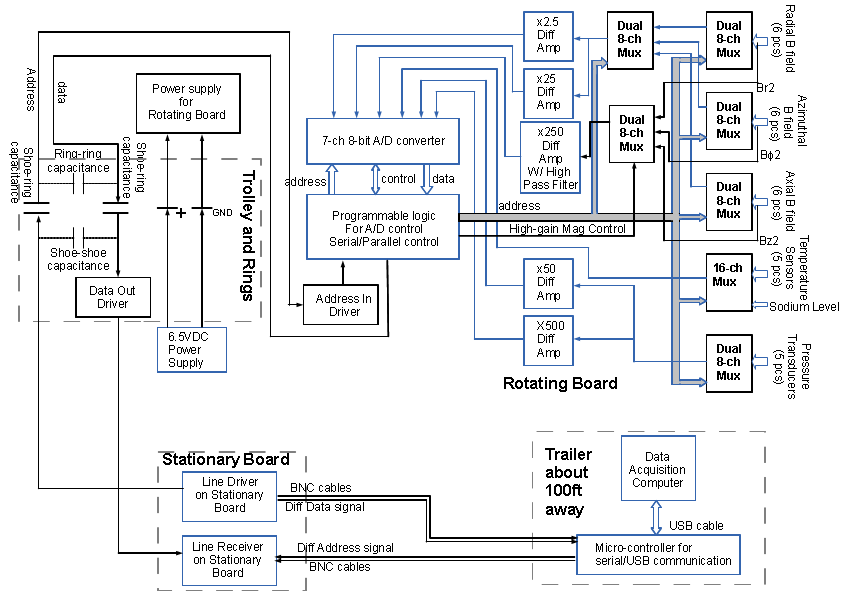 x2.5
Diff
Amp
Dual
8-ch
Mux
Dual
8-ch
Mux
Radial B field
(6 pcs)
Address
data
Power supply
for
Rotating Board
x25
Diff
Amp
Br2
Dual
8-ch
Mux
Azimuthal
B field
(6 pcs)
7-ch 8-bit A/D converter
x250
Diff
Amp
W/ High
Pass Filter
Dual
8-ch
Mux
Bϕ2
Shoe-ring
capacitance
Ring-ring
capacitance
Shoe-ring
capacitance
Trolley and Rings
+
GND
address
control
data
Programmable logic
For A/D control
Serial/Parallel control
address
High-gain Mag Control
Dual
8-ch
Mux
Axial B field
(6 pcs)
Bz2
Shoe-shoe
capacitance
Data Out
Driver
Address In
Driver
x50
Diff
Amp
16-ch
Mux
Temperature
Sensors
(5 pcs)
Sodium Level
6.5VDC
Power
Supply
X500
Diff
Amp
Dual
8-ch
Mux
Pressure
Transducers
(5 pcs)
Rotating Board
Stationary Board
Line Driver
on Stationary
Board
BNC cables
Diff Data signal
Line Receiver
on Stationary
Board
Diff Address signal
BNC cables
Trailer
about
100ft
away
Data
Acquisition
Computer
USB cable
Micro-controller for
serial/USB communication